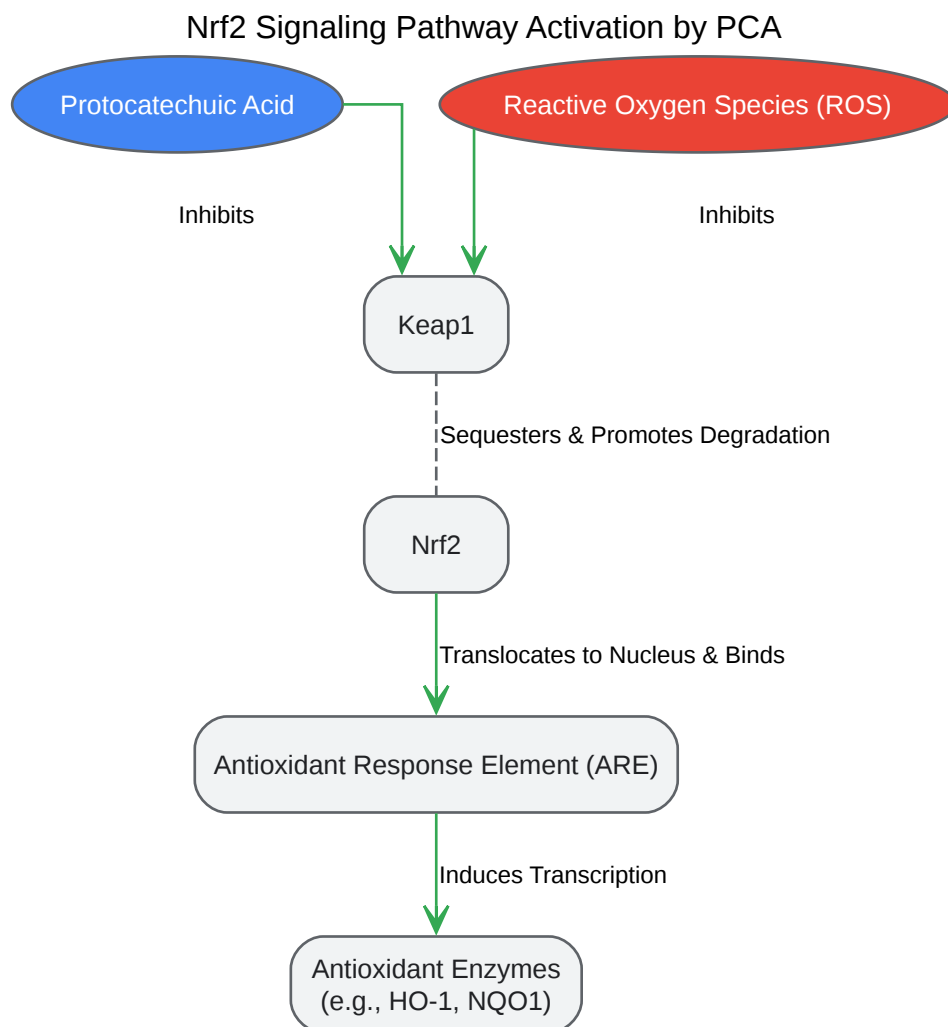 Nrf2 Signaling Pathway Activation by PCA
Protocatechuic Acid
Reactive Oxygen Species (ROS)
Inhibits
Inhibits
Keap1
Sequesters & Promotes Degradation
Nrf2
Translocates to Nucleus & Binds
Antioxidant Response Element (ARE)
Induces Transcription
Antioxidant Enzymes
(e.g., HO-1, NQO1)